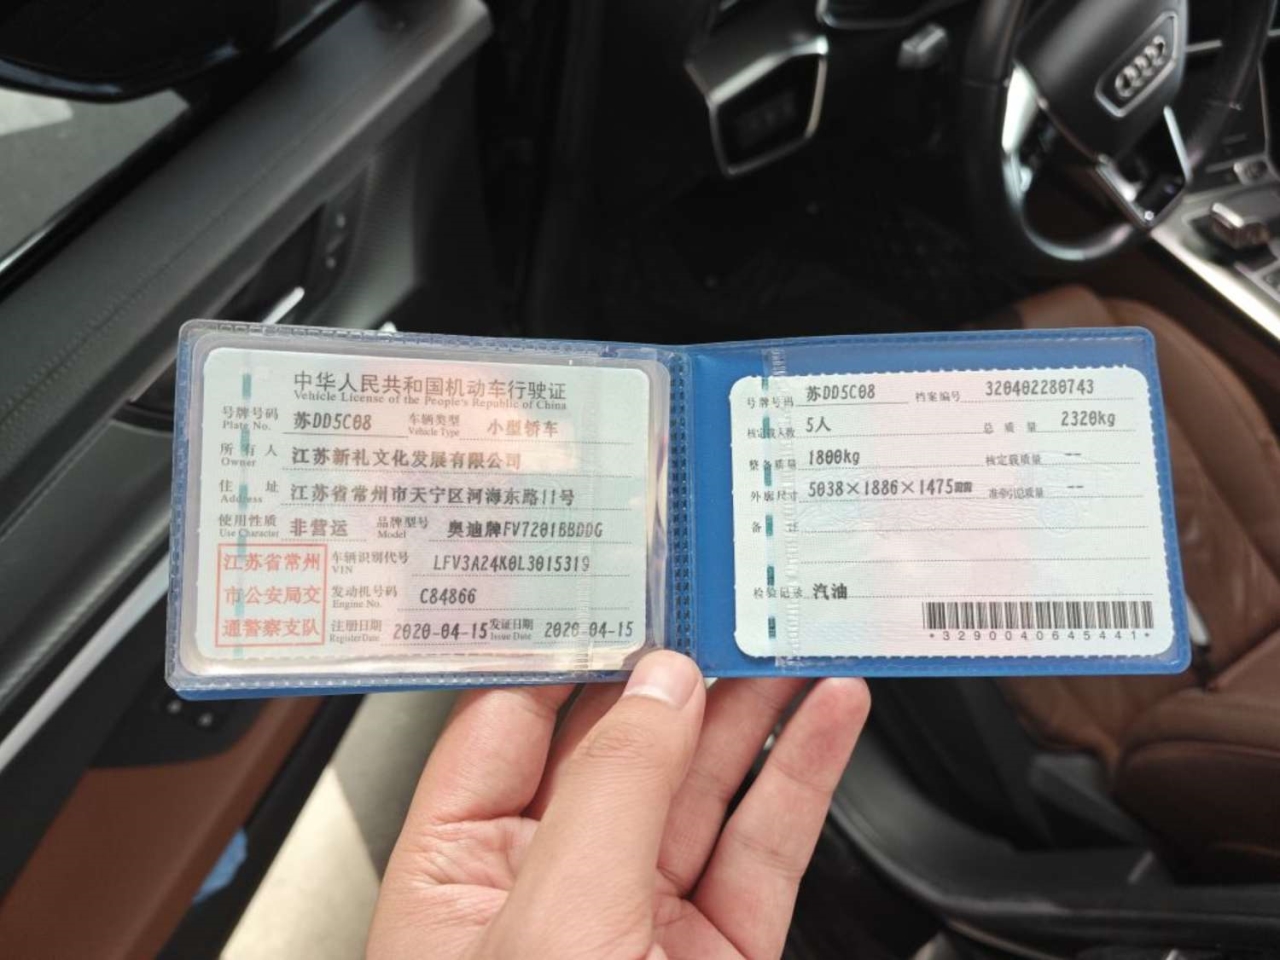 中华人民共和国机动车行驶证
Vehicle License of the People's Republic of China
号牌号码 苏DD5C08 车辆类型 小型轿车
Plate No. Vehicle Type
所有人 江苏新礼文化发展有限公司
Owner
住址 江苏省常州市天宁区河海东路11号
Address
使用性质 非营运 品牌型号 奥迪牌FV7201BBDDG
Use Character Model
江苏省常州
市公安局交
通警察支队
车辆识别代号 LFV3A24K0L3015319
VIN
发动机号码 C84866
Engine No.
注册日期 2020-04-15 发证日期 2020-04-15
Register Date Issue Date
号牌号码 苏DD5C08 档案编号 320402280743
核定载人数 5人 总质量 2320kg
整备质量 1800kg 核定载质量 --
外廓尺寸 5038×1886×1475 准牵引总质量 --
备注
检验记录 汽油
*3290040645441*